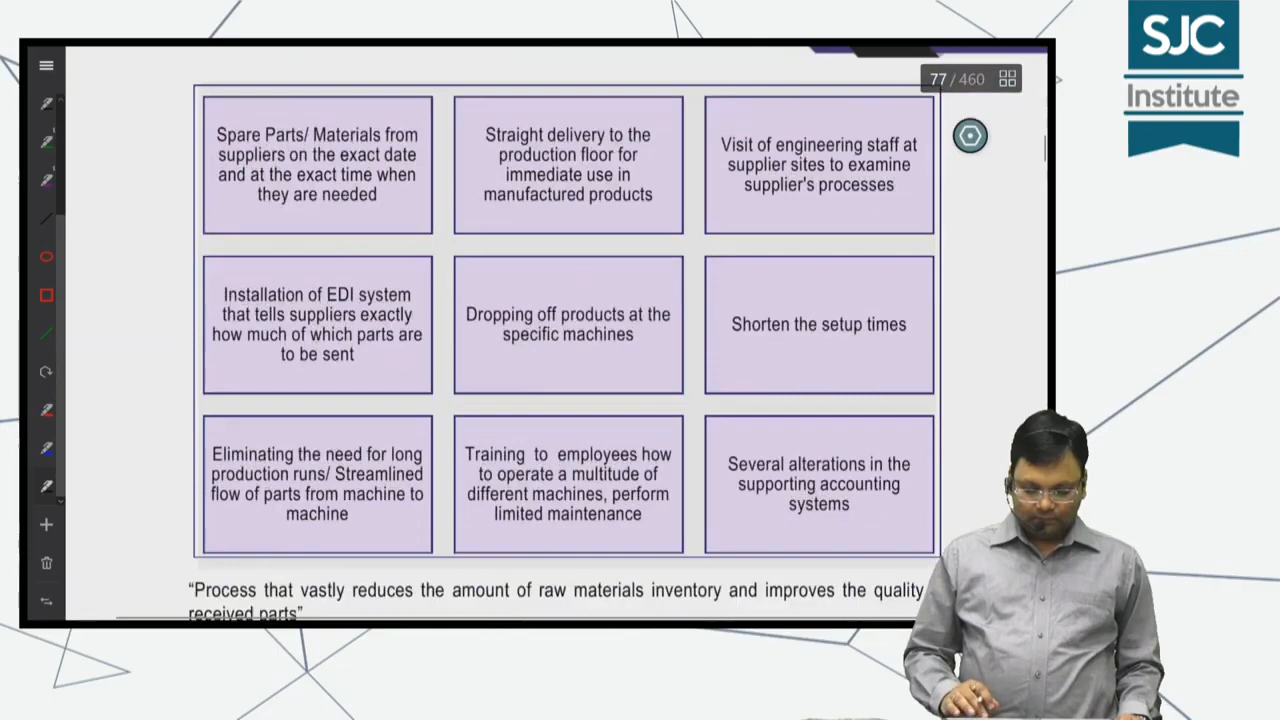 SJC
Institute
77 / 460
Spare Parts/ Materials from
suppliers on the exact date
and at the exact time when
they are needed
Straight delivery to the
production floor for
immediate use in
manufactured products
Visit of engineering staff at
supplier sites to examine
supplier's processes
Installation of EDI system
that tells suppliers exactly
how much of which parts are
to be sent
Dropping off products at the
specific machines
Shorten the setup times
Eliminating the need for long
production runs/ Streamlined
flow of parts from machine to
machine
Training to employees how
to operate a multitude of
different machines, perform
limited maintenance
Several alterations in the
supporting accounting
systems
“Process that vastly reduces the amount of raw materials inventory and improves the quality
received parts”